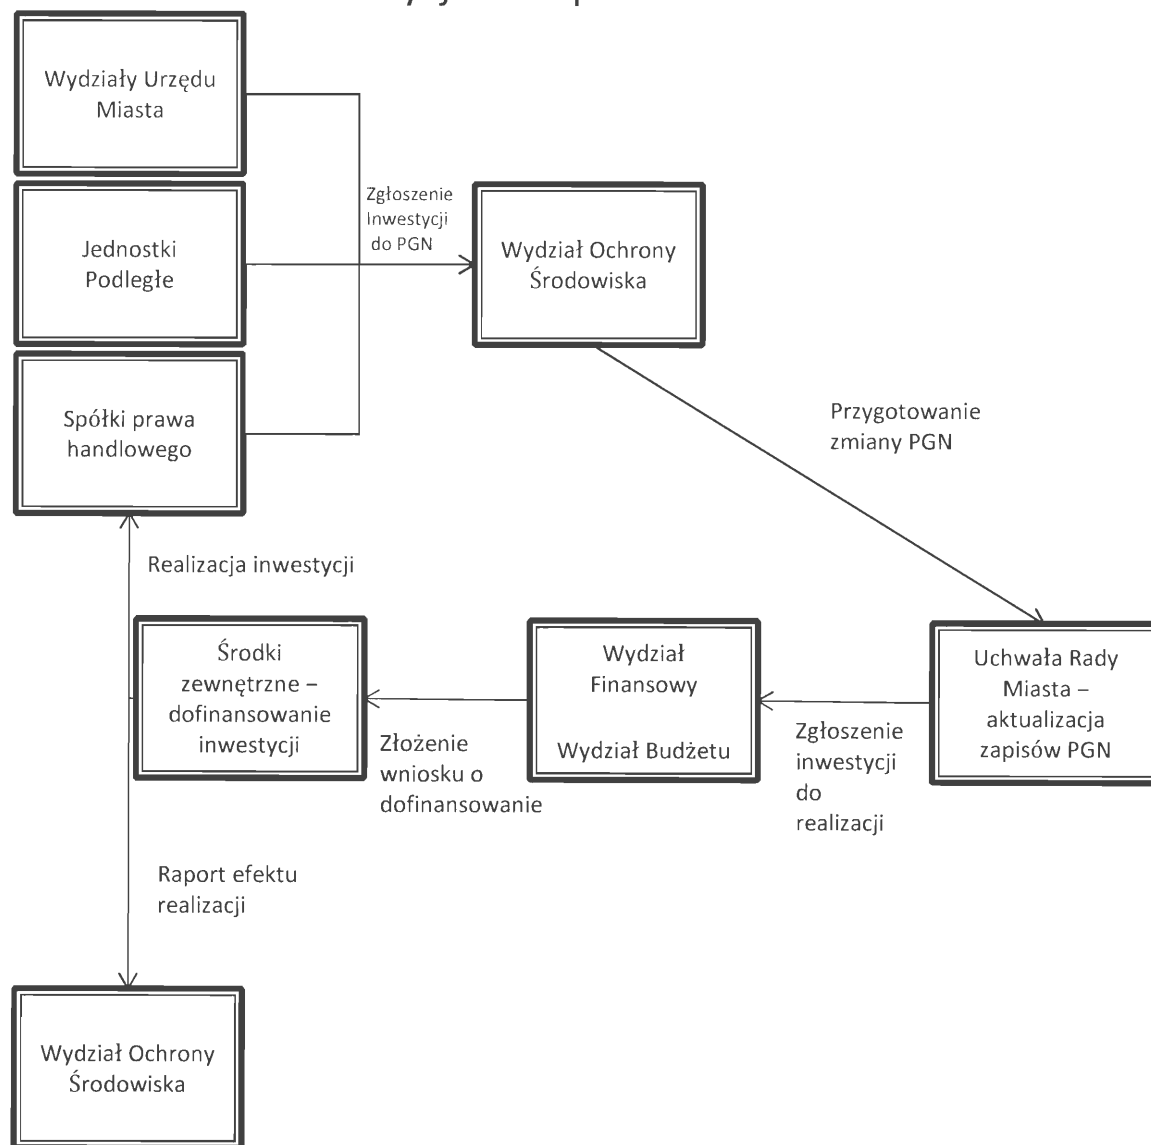 Wydziały Urzędu
Miasta
Jednostki
Podległe
Spółki prawa
handlowego
Zgłoszenie
Inwestycji
do PGN
Wydział Ochrony
Środowiska
Przygotowanie
zmiany PGN
Realizacja inwestycji
Środki
zewnętrzne –
dofinansowanie
inwestycji
Złożenie
wniosku o
dofinansowanie
Wydział
Finansowy
Wydział Budżetu
Zgłoszenie
inwestycji
do
realizacji
Uchwała Rady
Miasta –
aktualizacja
zapisów PGN
Raport efektu
realizacji
Wydział Ochrony
Środowiska